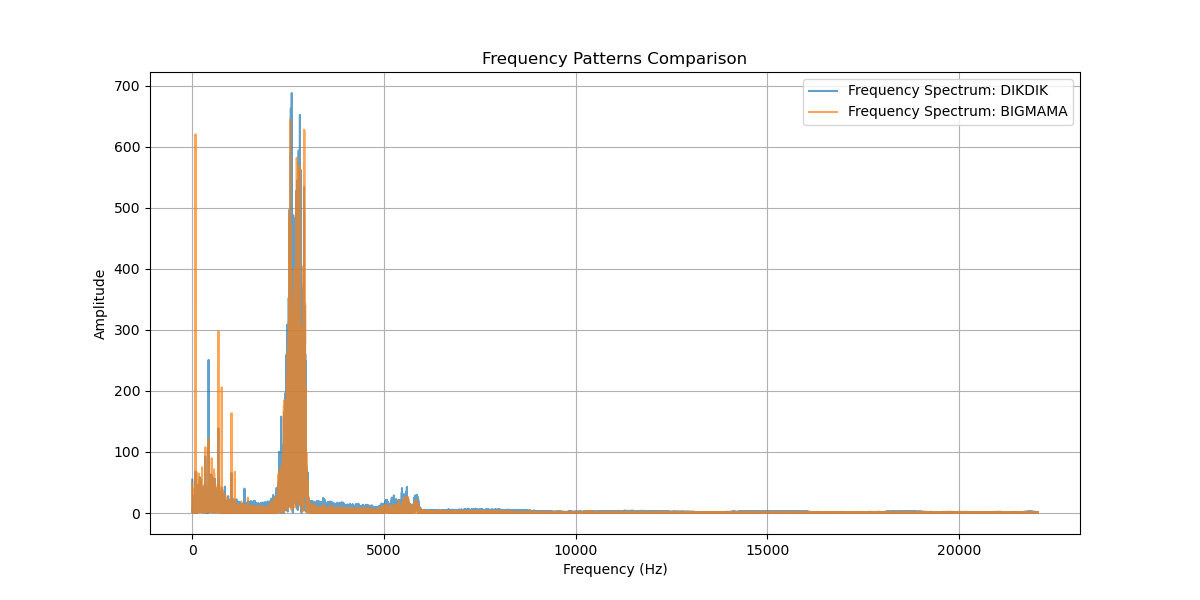 Frequency Patterns Comparison
Frequency Spectrum: DIKDIK
Frequency Spectrum: BIGMAMA
Amplitude
700
600
500
400
300
200
100
0
0 5000 10000 15000 20000
Frequency (Hz)